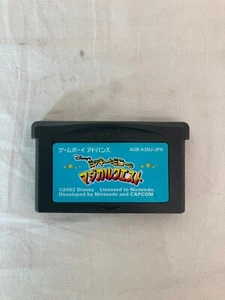 ゲームボーイ アドバンス AGB-A3MJ-JPN
Disney's
ミッキーとミニーの
マジカルクエスト
©2002 Disney Licensed by Nintendo
Developed by Nintendo and CAPCOM